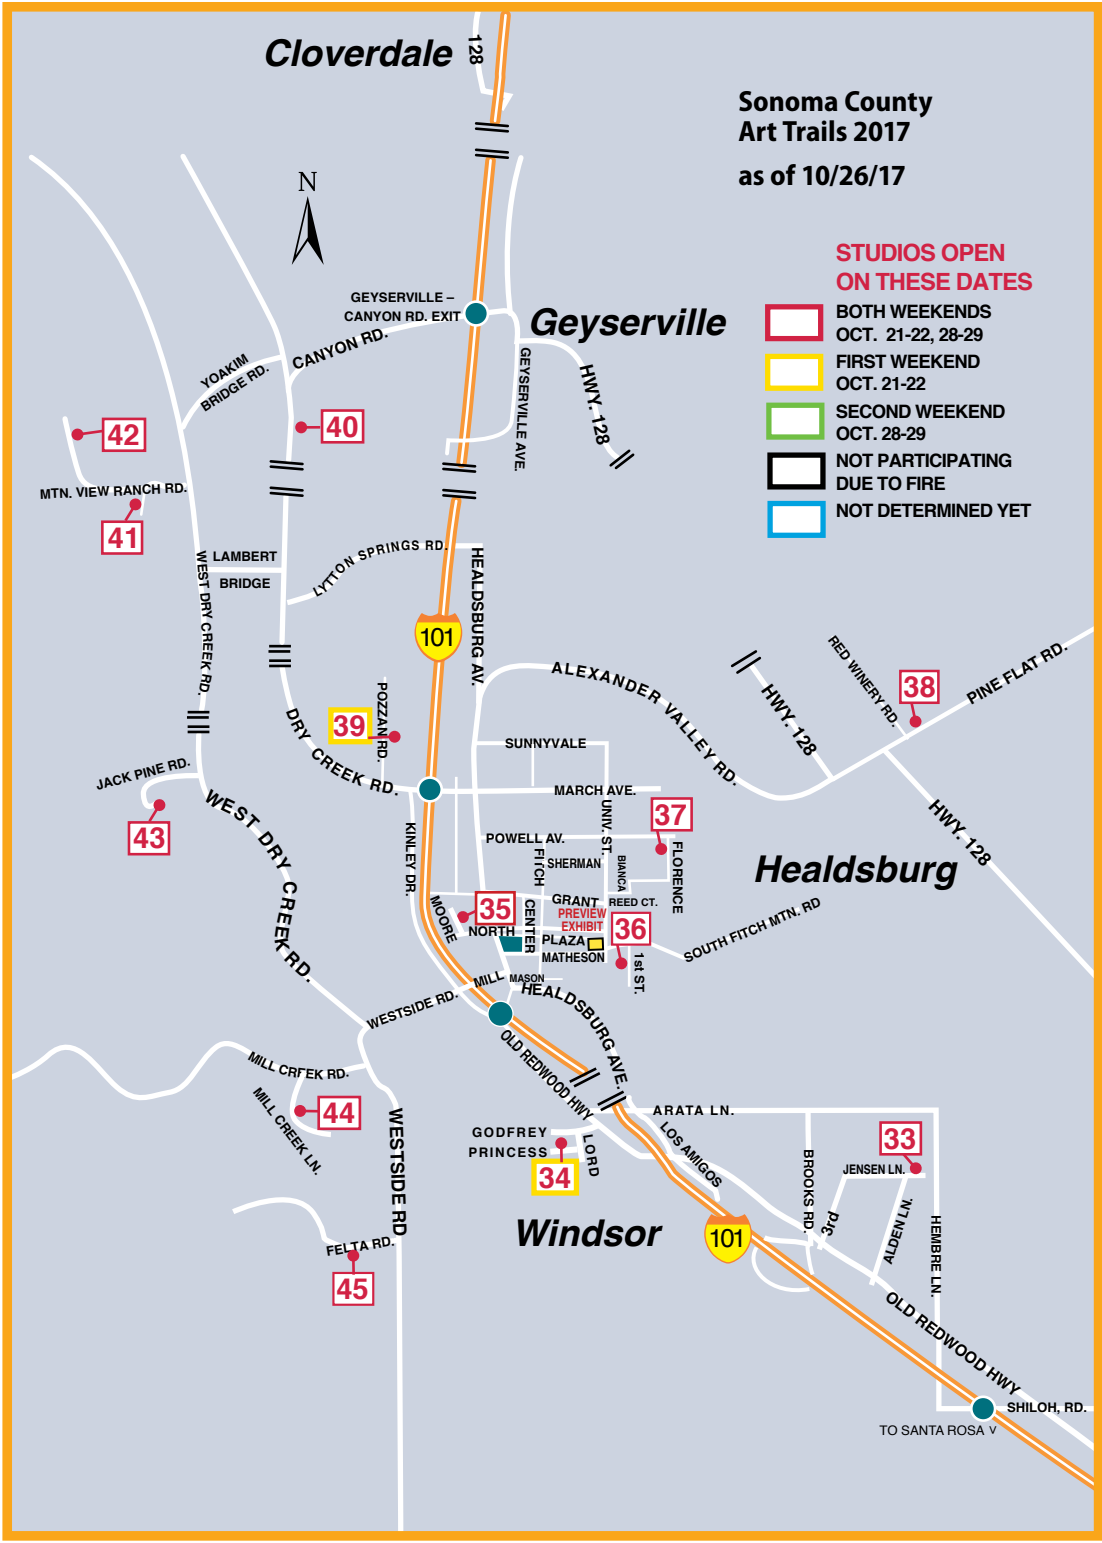 Cloverdale
128
Sonoma County
Art Trails 2017
as of 10/26/17
N
STUDIOS OPEN
ON THESE DATES
BOTH WEEKENDS
OCT. 21-22, 28-29
FIRST WEEKEND
OCT. 21-22
SECOND WEEKEND
OCT. 28-29
NOT PARTICIPATING
DUE TO FIRE
NOT DETERMINED YET
GEYSERVILLE –
CANYON RD. EXIT
Geyserville
CANYON RD.
YOAKIM
BRIDGE RD.
GEYSERVILLE AVE.
HWY. 128
42
40
MTN. VIEW RANCH RD.
41
WEST DRY CREEK RD.
LAMBERT
BRIDGE
LYTTON SPRINGS RD.
HEALDSBURG AV.
101
ALEXANDER VALLEY RD.
HWY. 128
RED WINERY RD.
38
PINE FLAT RD.
39
POZZAN RD.
DRY CREEK RD.
SUNNYVALE
JACK PINE RD.
43
WEST DRY CREEK RD.
MARCH AVE.
UNIV. ST.
37
KINLEY DR.
POWELL AV.
FITCH
SHERMAN
BIANCA
FLORENCE
HWY. 128
Healdsburg
MOORE
35
CENTER
GRANT
REED CT.
PREVIEW
EXHIBIT
36
NORTH
PLAZA
MATHESON
1st ST.
SOUTH FITCH MTN. RD
MILL
MASON
WESTSIDE RD.
HEALDSBURG AVE.
OLD REDWOOD HWY
MILL CREEK RD.
MILL CREEK LN.
44
WESTSIDE RD
ARATA LN.
GODFREY
PRINCESS
LORD
34
LOS AMIGOS
33
JENSEN LN.
BROOKS RD.
3rd
ALDEN LN.
HEMBRE LN.
Windsor
101
FELTA RD.
45
OLD REDWOOD HWY
SHILOH, RD.
TO SANTA ROSA V